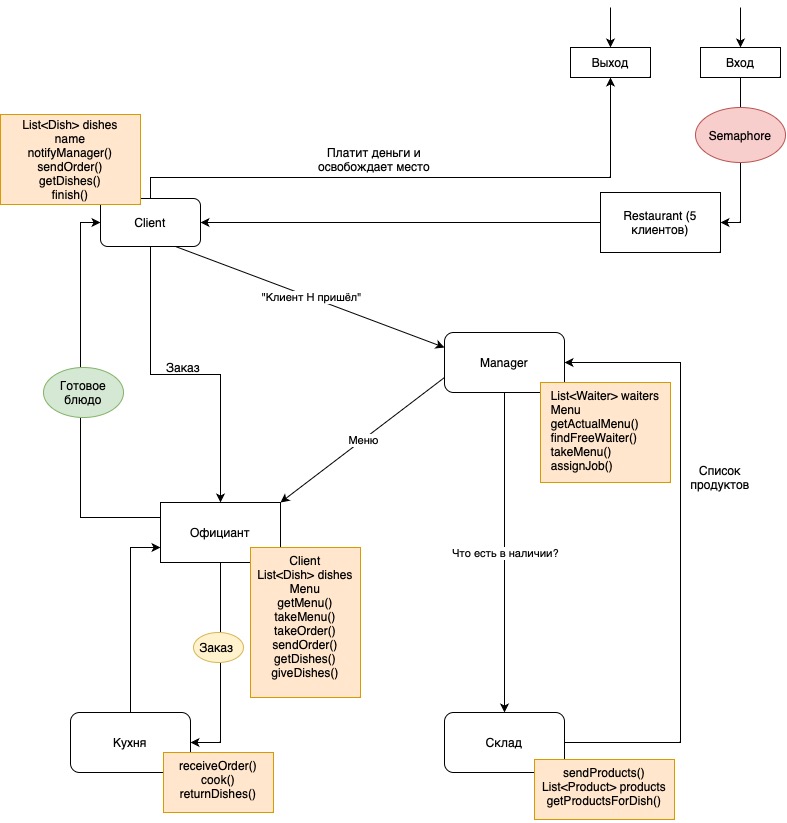 Выход
Вход
List<Dish> dishes
name
notifyManager()
sendOrder()
getDishes()
finish()
Semaphore
Платит деньги и
освобождает место
Client
Restaurant (5
клиентов)
"Клиент Н пришёл"
Manager
Заказ
Готовое
блюдо
List<Waiter> waiters
Menu
getActualMenu()
findFreeWaiter()
takeMenu()
assignJob()
Меню
Список
продуктов
Официант
Что есть в наличии?
Client
List<Dish> dishes
Menu
getMenu()
takeMenu()
takeOrder()
sendOrder()
getDishes()
giveDishes()
Заказ
Кухня
Склад
receiveOrder()
cook()
returnDishes()
sendProducts()
List<Product> products
getProductsForDish()